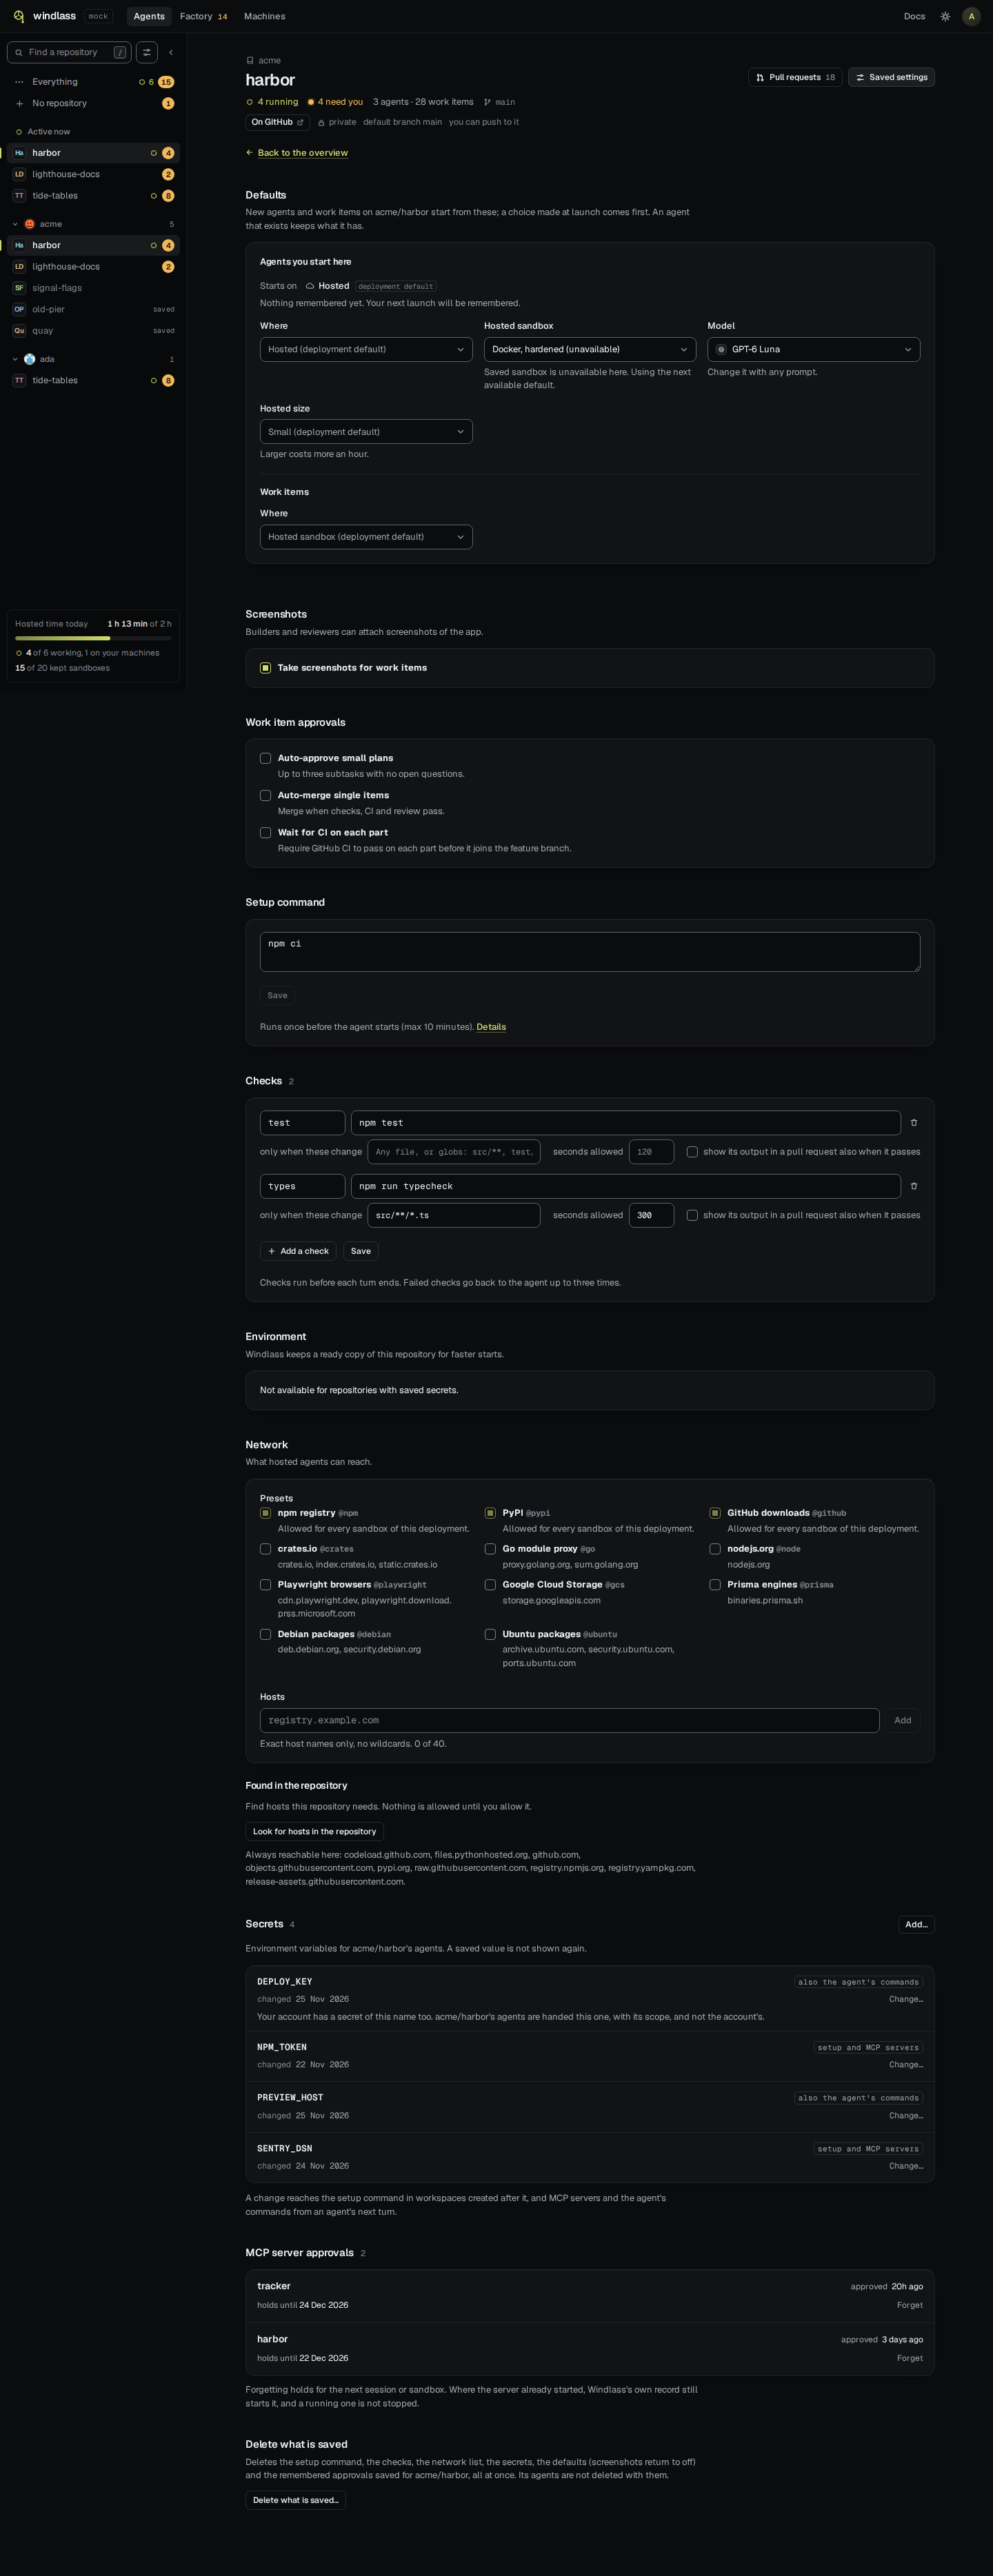 windlass mock Agents Factory 14 Machines Docs A
Find a repository /
Everything 6 15
No repository 1
Active now
Ha harbor 4
LD lighthouse-docs 2
TT tide-tables 8
acme 5
Ha harbor 4
LD lighthouse-docs 2
SF signal-flags
OP old-pier saved
Qu quay saved
ada 1
TT tide-tables 8
Hosted time today 1 h 13 min of 2 h
4 of 6 working, 1 on your machines
15 of 20 kept sandboxes
acme
harbor
Pull requests 18 Saved settings
4 running 4 need you 3 agents · 28 work items main
On GitHub private default branch main you can push to it
Back to the overview
Defaults
New agents and work items on acme/harbor start from these; a choice made at launch comes first. An agent
that exists keeps what it has.
Agents you start here
Starts on Hosted deployment default
Nothing remembered yet. Your next launch will be remembered.
Where Hosted sandbox Model
Hosted (deployment default) Docker, hardened (unavailable) GPT-6 Luna
Saved sandbox is unavailable here. Using the next Change it with any prompt.
available default.
Hosted size
Small (deployment default)
Larger costs more an hour.
Work items
Where
Hosted sandbox (deployment default)
Screenshots
Builders and reviewers can attach screenshots of the app.
Take screenshots for work items
Work item approvals
Auto-approve small plans
Up to three subtasks with no open questions.
Auto-merge single items
Merge when checks, CI and review pass.
Wait for CI on each part
Require GitHub CI to pass on each part before it joins the feature branch.
Setup command
npm ci
Save
Runs once before the agent starts (max 10 minutes). Details
Checks 2
test npm test
only when these change Any file, or globs: src/**, test, seconds allowed 120 show its output in a pull request also when it passes
types npm run typecheck
only when these change src/**/*.ts seconds allowed 300 show its output in a pull request also when it passes
Add a check Save
Checks run before each turn ends. Failed checks go back to the agent up to three times.
Environment
Windlass keeps a ready copy of this repository for faster starts.
Not available for repositories with saved secrets.
Network
What hosted agents can reach.
Presets
npm registry @npm PyPI @pypi GitHub downloads @github
Allowed for every sandbox of this deployment. Allowed for every sandbox of this deployment. Allowed for every sandbox of this deployment.
crates.io @crates Go module proxy @go nodejs.org @node
crates.io, index.crates.io, static.crates.io proxy.golang.org, sum.golang.org nodejs.org
Playwright browsers @playwright Google Cloud Storage @gcs Prisma engines @prisma
cdn.playwright.dev, playwright.download. storage.googleapis.com binaries.prisma.sh
prss.microsoft.com
Debian packages @debian Ubuntu packages @ubuntu
deb.debian.org, security.debian.org archive.ubuntu.com, security.ubuntu.com,
ports.ubuntu.com
Hosts
registry.example.com Add
Exact host names only, no wildcards. 0 of 40.
Found in the repository
Find hosts this repository needs. Nothing is allowed until you allow it.
Look for hosts in the repository
Always reachable here: codeload.github.com, files.pythonhosted.org, github.com,
objects.githubusercontent.com, pypi.org, raw.githubusercontent.com, registry.npmjs.org, registry.yarnpkg.com,
release-assets.githubusercontent.com.
Secrets 4 Add…
Environment variables for acme/harbor's agents. A saved value is not shown again.
DEPLOY_KEY also the agent's commands
changed 25 Nov 2026 Change…
Your account has a secret of this name too. acme/harbor's agents are handed this one, with its scope, and not the account's.
NPM_TOKEN setup and MCP servers
changed 22 Nov 2026 Change…
PREVIEW_HOST also the agent's commands
changed 25 Nov 2026 Change…
SENTRY_DSN setup and MCP servers
changed 24 Nov 2026 Change…
A change reaches the setup command in workspaces created after it, and MCP servers and the agent's
commands from an agent's next turn.
MCP server approvals 2
tracker approved 20h ago
holds until 24 Dec 2026 Forget
harbor approved 3 days ago
holds until 22 Dec 2026 Forget
Forgetting holds for the next session or sandbox. Where the server already started, Windlass's own record still
starts it, and a running one is not stopped.
Delete what is saved
Deletes the setup command, the checks, the network list, the secrets, the defaults (screenshots return to off)
and the remembered approvals saved for acme/harbor, all at once. Its agents are not deleted with them.
Delete what is saved…